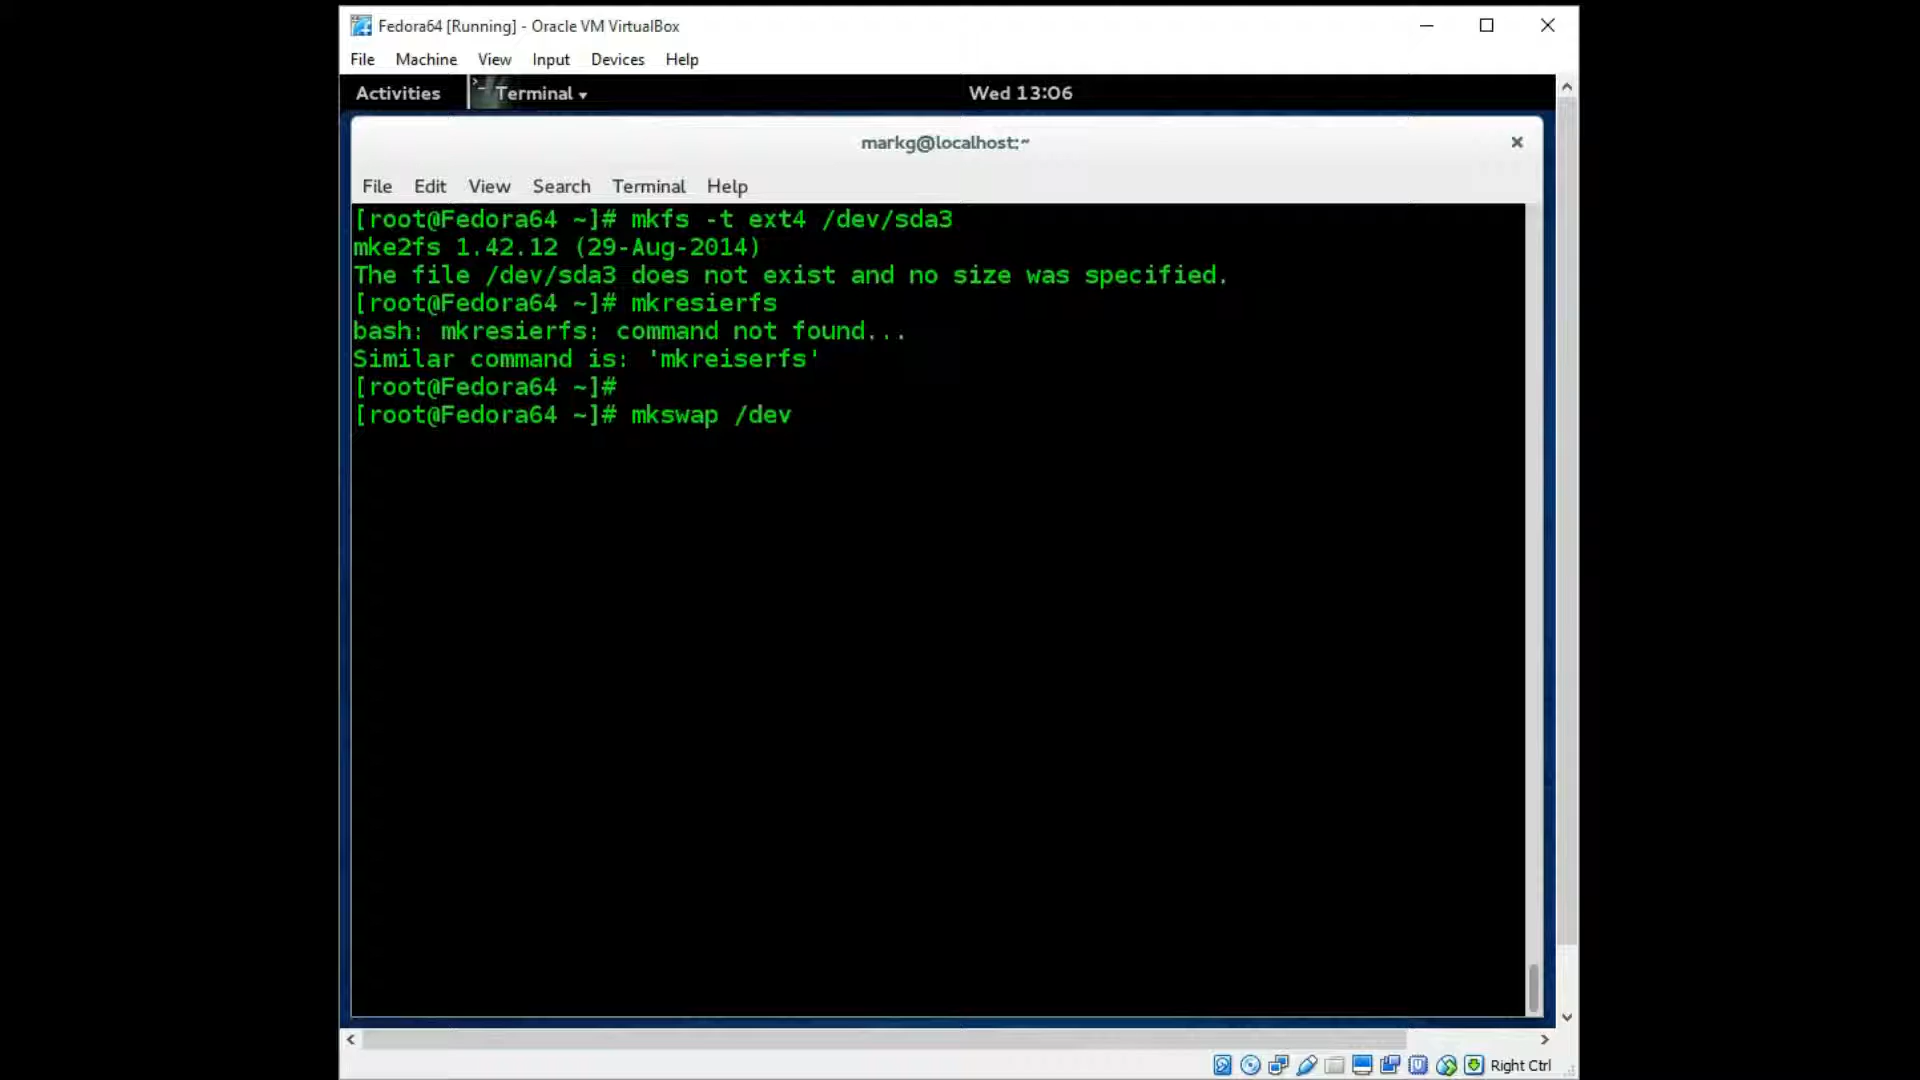 Fedora64 [Running] - Oracle VM VirtualBox
File Machine View Input Devices Help
Activities Terminal Wed 13:06
markg@localhost:~
File Edit View Search Terminal Help
[root@Fedora64 ~]# mkfs -t ext4 /dev/sda3
mke2fs 1.42.12 (29-Aug-2014)
The file /dev/sda3 does not exist and no size was specified.
[root@Fedora64 ~]# mkresierfs
bash: mkresierfs: command not found...
Similar command is: 'mkreiserfs'
[root@Fedora64 ~]#
[root@Fedora64 ~]# mkswap /dev
Right Ctrl